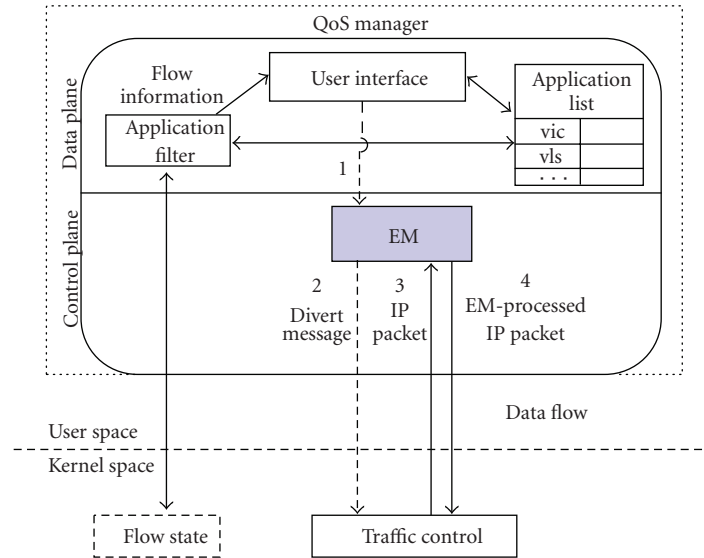 QoS manager
Data plane
Flow
information
User interface
Application
list
vic
vls
. . .
Application
filter
1
Control plane
EM
2
Divert
message
3
IP
packet
4
EM-processed
IP packet
Data flow
User space
Kernel space
Flow state
Traffic control